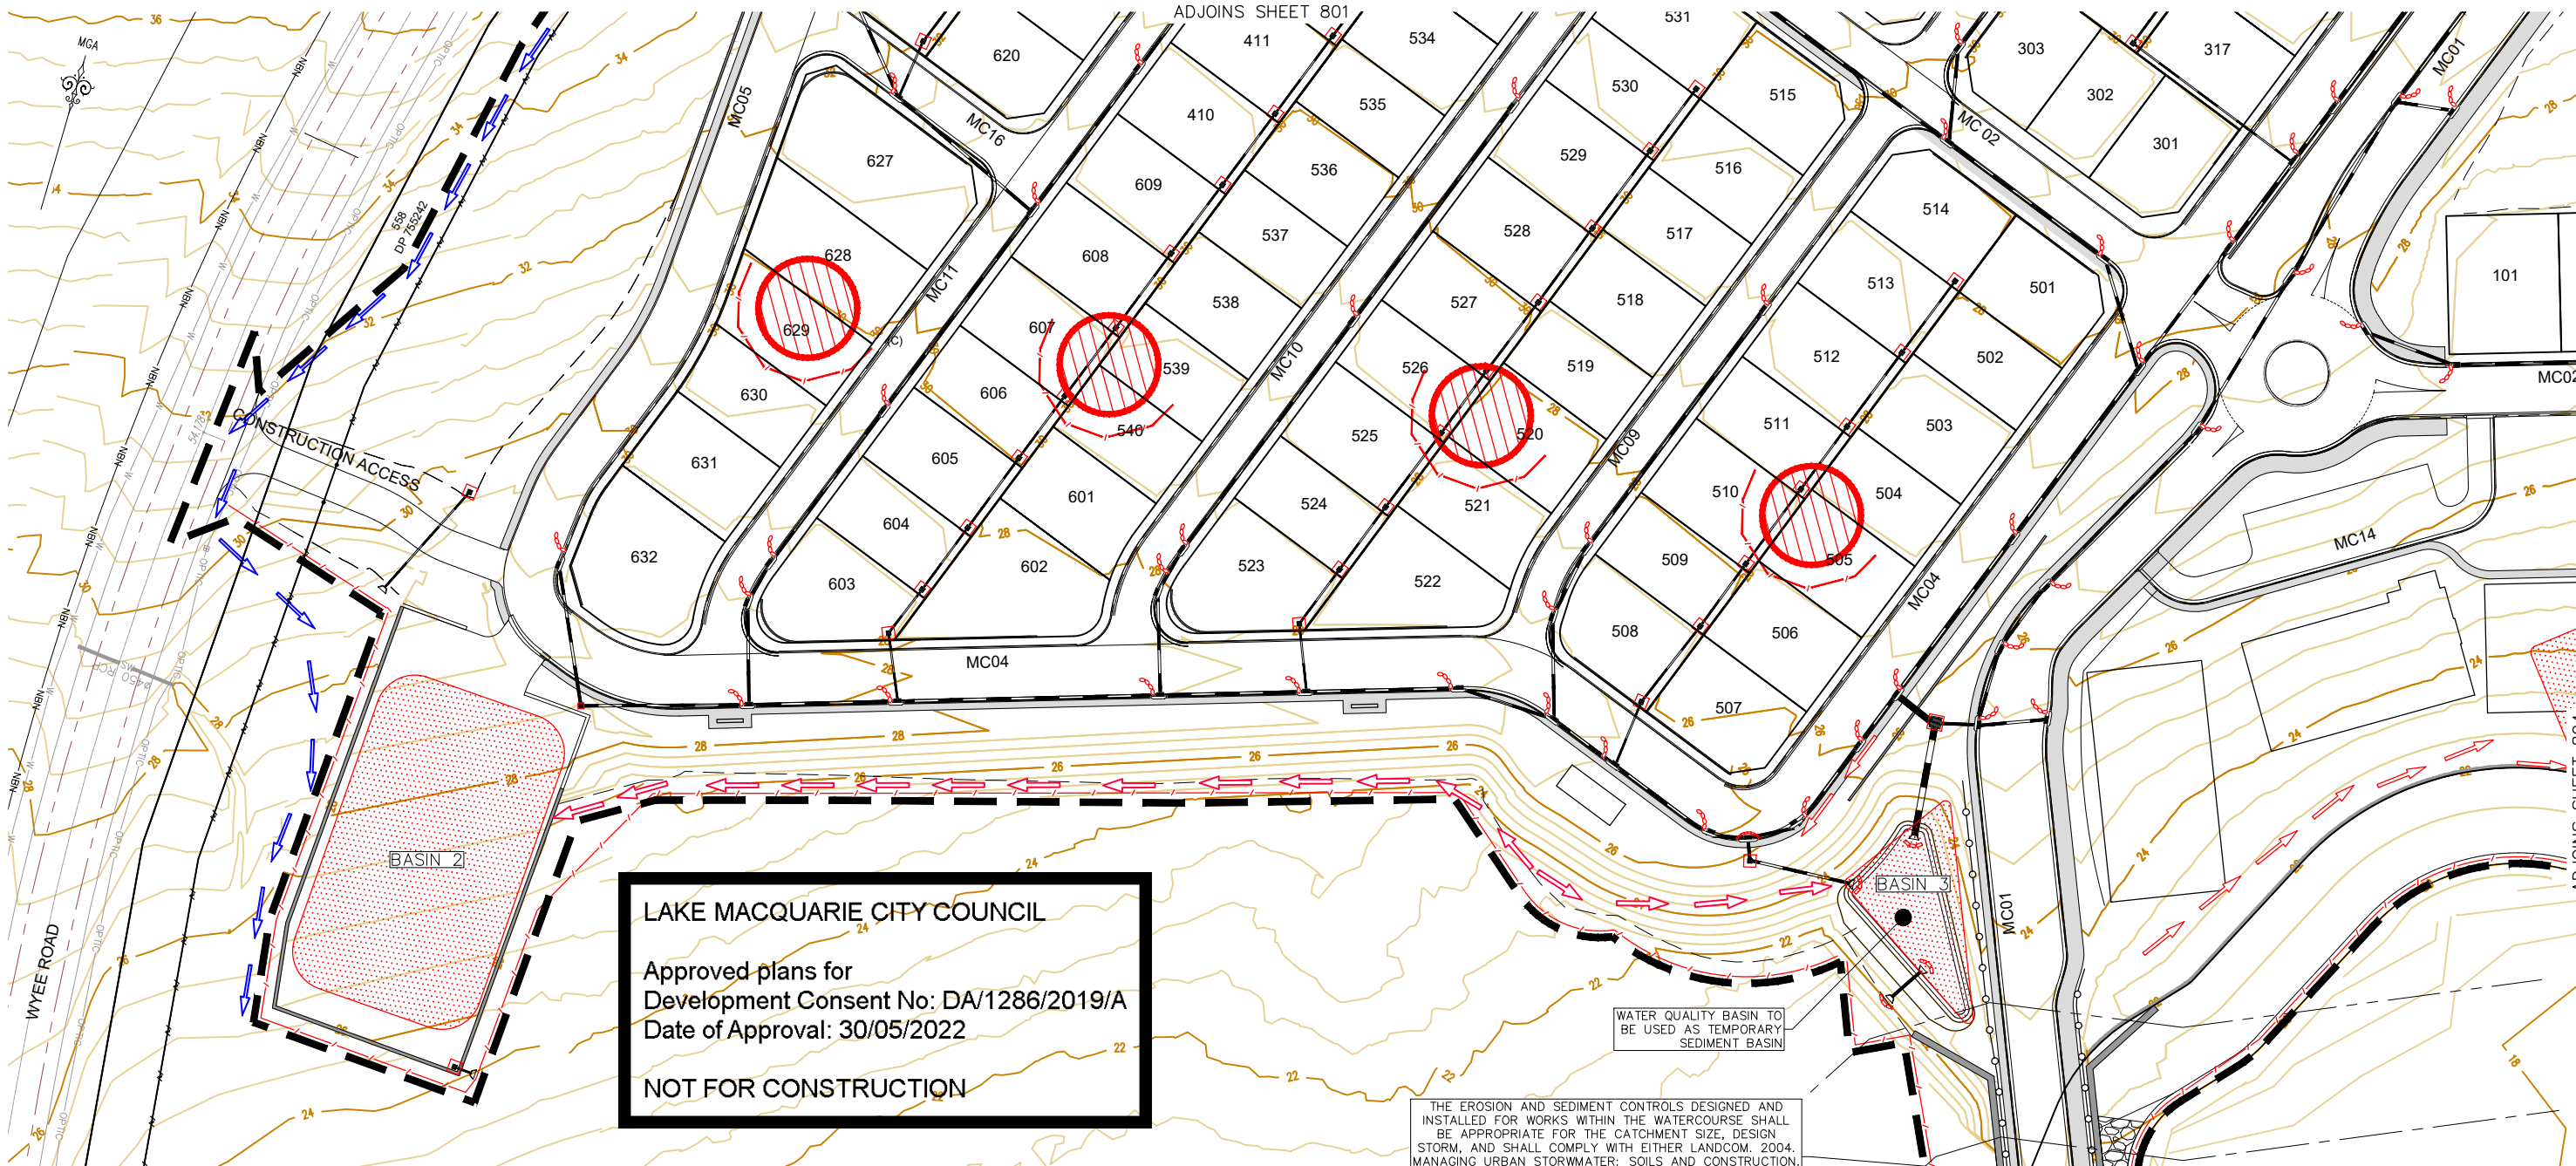 ADJOINS SHEET 801
MGA
WYEE ROAD
558
DP 755242
CONSTRUCTION ACCESS
MC05
MC16
MC11
MC10
MC09
MC04
MC04
MC 02
MC01
MC02
MC14
MC01
620
411
534
531
303
317
410
535
530
515
302
301
627
609
536
529
516
514
608
537
528
517
513
501
101
628
538
527
518
512
502
629
607
539
526
519
511
503
(C)
630
606
540
525
520
510
504
631
605
601
524
521
509
505
632
604
602
523
522
508
506
603
507
BASIN 2
BASIN 3
LAKE MACQUARIE CITY COUNCIL
Approved plans for
Development Consent No: DA/1286/2019/A
Date of Approval: 30/05/2022
NOT FOR CONSTRUCTION
WATER QUALITY BASIN TO
BE USED AS TEMPORARY
SEDIMENT BASIN
THE EROSION AND SEDIMENT CONTROLS DESIGNED AND
INSTALLED FOR WORKS WITHIN THE WATERCOURSE SHALL
BE APPROPRIATE FOR THE CATCHMENT SIZE, DESIGN
STORM, AND SHALL COMPLY WITH EITHER LANDCOM. 2004.
MANAGING URBAN STORWMATER: SOILS AND CONSTRUCTION,